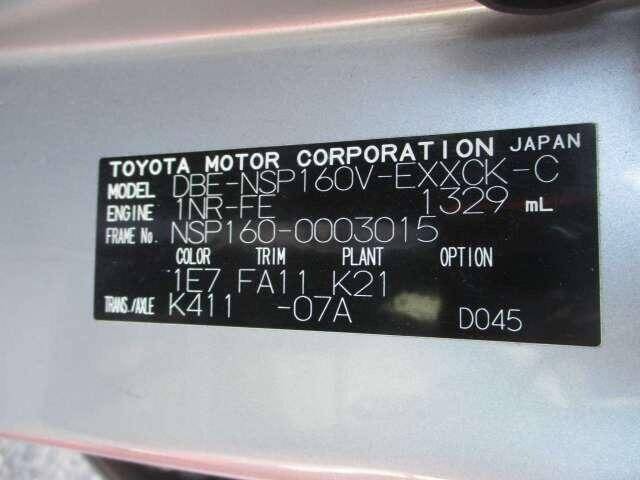 TOYOTA MOTOR CORPORATION JAPAN
MODEL DBE-NSP160V-EXXCK-C
ENGINE 1NR-FE 1329 mL
FRAME No. NSP160-0003015
COLOR TRIM PLANT OPTION
1E7 FA11 K21
TRANS./AXLE K411 -07A D045